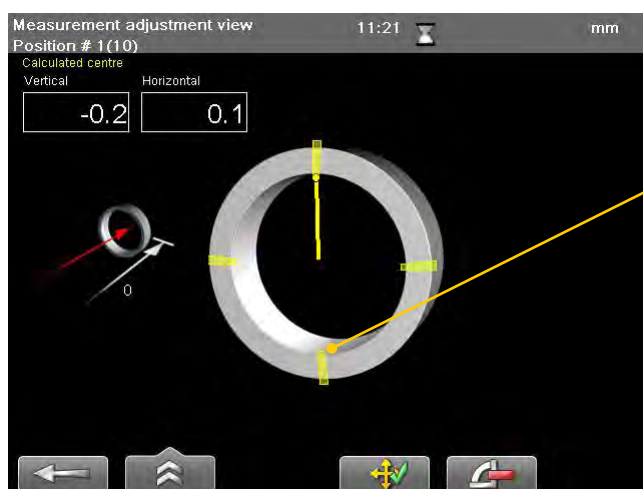 Measurement adjustment view 11:21 mm
Position # 1(10)
Calculated centre
Vertical Horizontal
-0.2 0.1
0